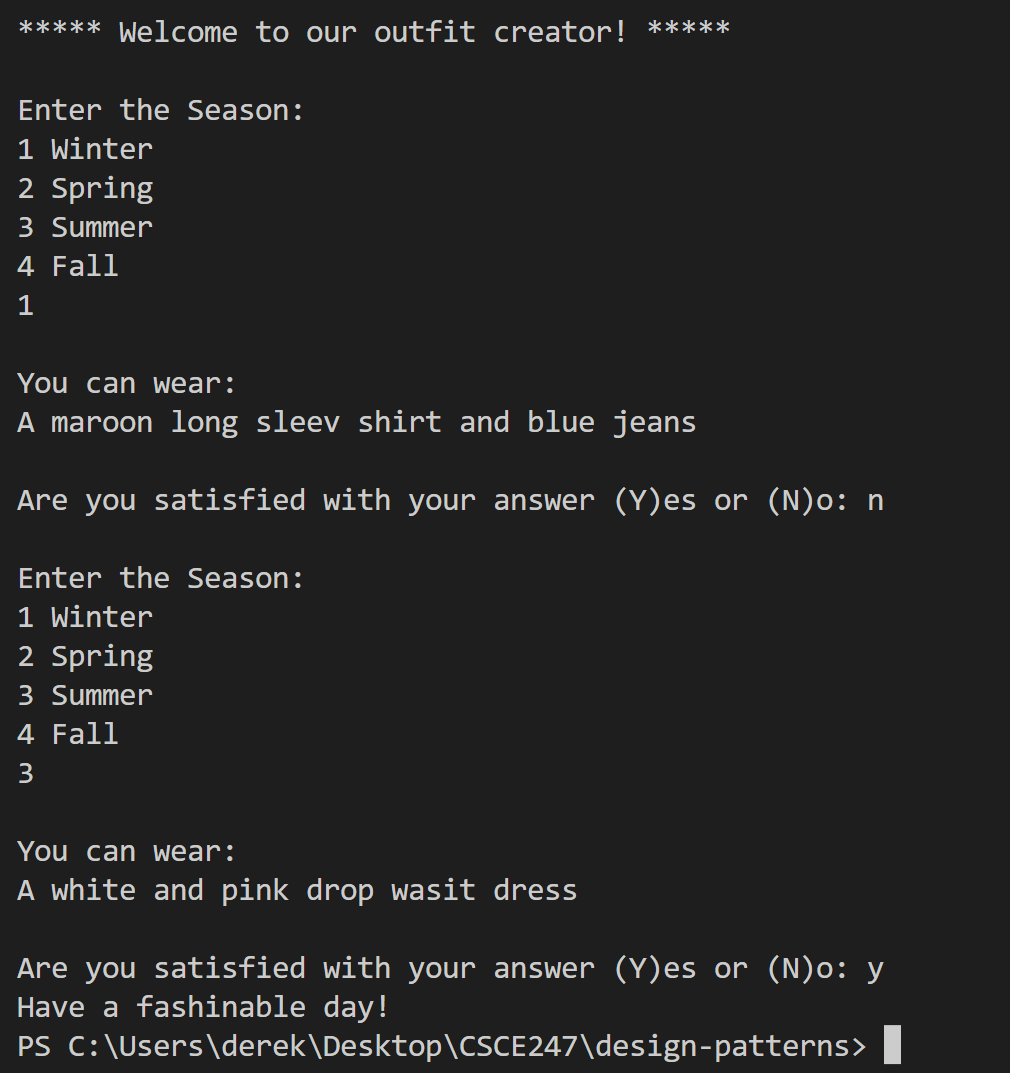 ***** Welcome to our outfit creator! *****
Enter the Season:
1 Winter
2 Spring
3 Summer
4 Fall
1
You can wear:
A maroon long sleev shirt and blue jeans
Are you satisfied with your answer (Y)es or (N)o: n
Enter the Season:
1 Winter
2 Spring
3 Summer
4 Fall
3
You can wear:
A white and pink drop wasit dress
Are you satisfied with your answer (Y)es or (N)o: y
Have a fashinable day!
PS C:\Users\derek\Desktop\CSCE247\design-patterns>